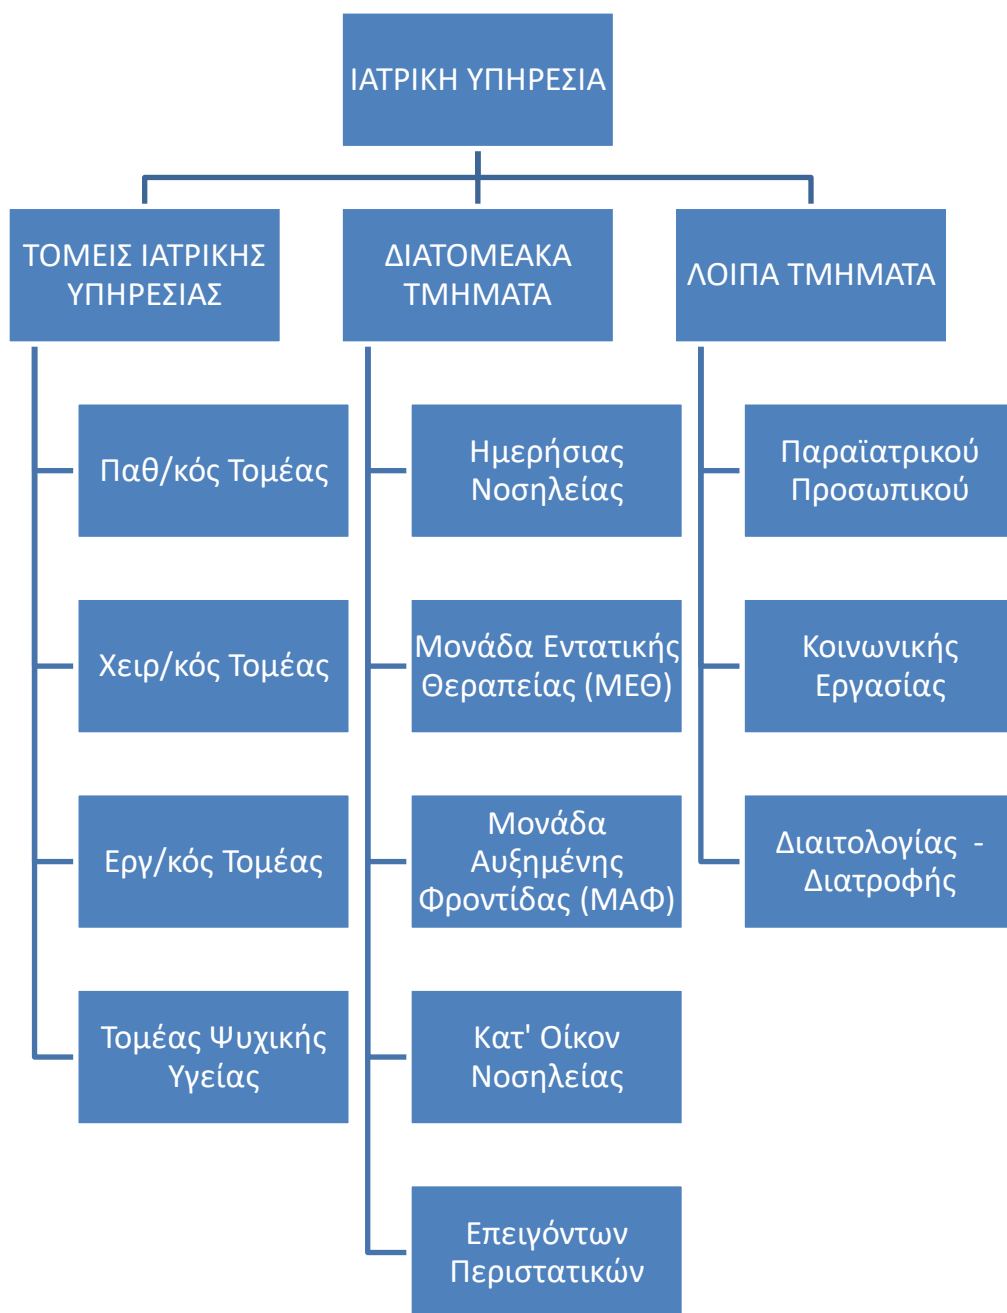 ΙΑΤΡΙΚΗ ΥΠΗΡΕΣΙΑ
ΤΟΜΕΙΣ ΙΑΤΡΙΚΗΣ
ΥΠΗΡΕΣΙΑΣ
Παθ/κός Τομέας
Χειρ/κός Τομέας
Εργ/κός Τομέας
Τομέας Ψυχικής
Υγείας
ΔΙΑΤΟΜΕΑΚΑ
ΤΜΗΜΑΤΑ
Ημερήσιας
Νοσηλείας
Μονάδα Εντατικής
Θεραπείας (ΜΕΘ)
Μονάδα
Αυξημένης
Φροντίδας (ΜΑΦ)
Κατ' Οίκον
Νοσηλείας
Επειγόντων
Περιστατικών
ΛΟΙΠΑ ΤΜΗΜΑΤΑ
Παραϊατρικού
Προσωπικού
Κοινωνικής
Εργασίας
Διαιτολογίας -
Διατροφής